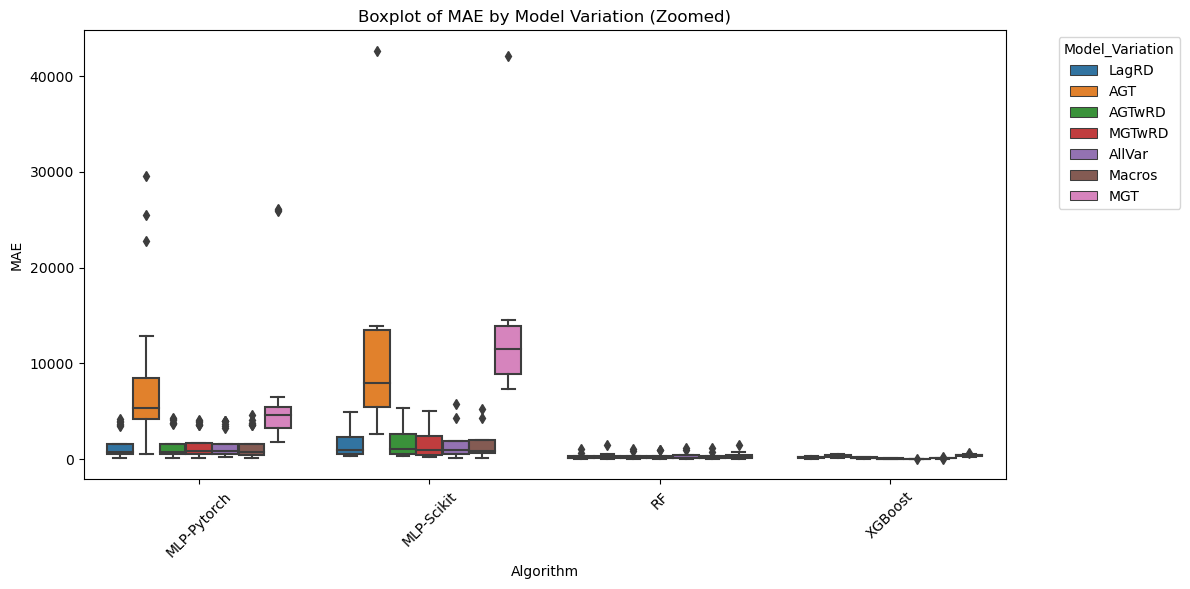 Boxplot of MAE by Model Variation (Zoomed)
MAE
40000
30000
20000
10000
0
MLP-Pytorch
MLP-Scikit
RF
XGBoost
Algorithm
Model_Variation
LagRD
AGT
AGTwRD
MGTwRD
AllVar
Macros
MGT